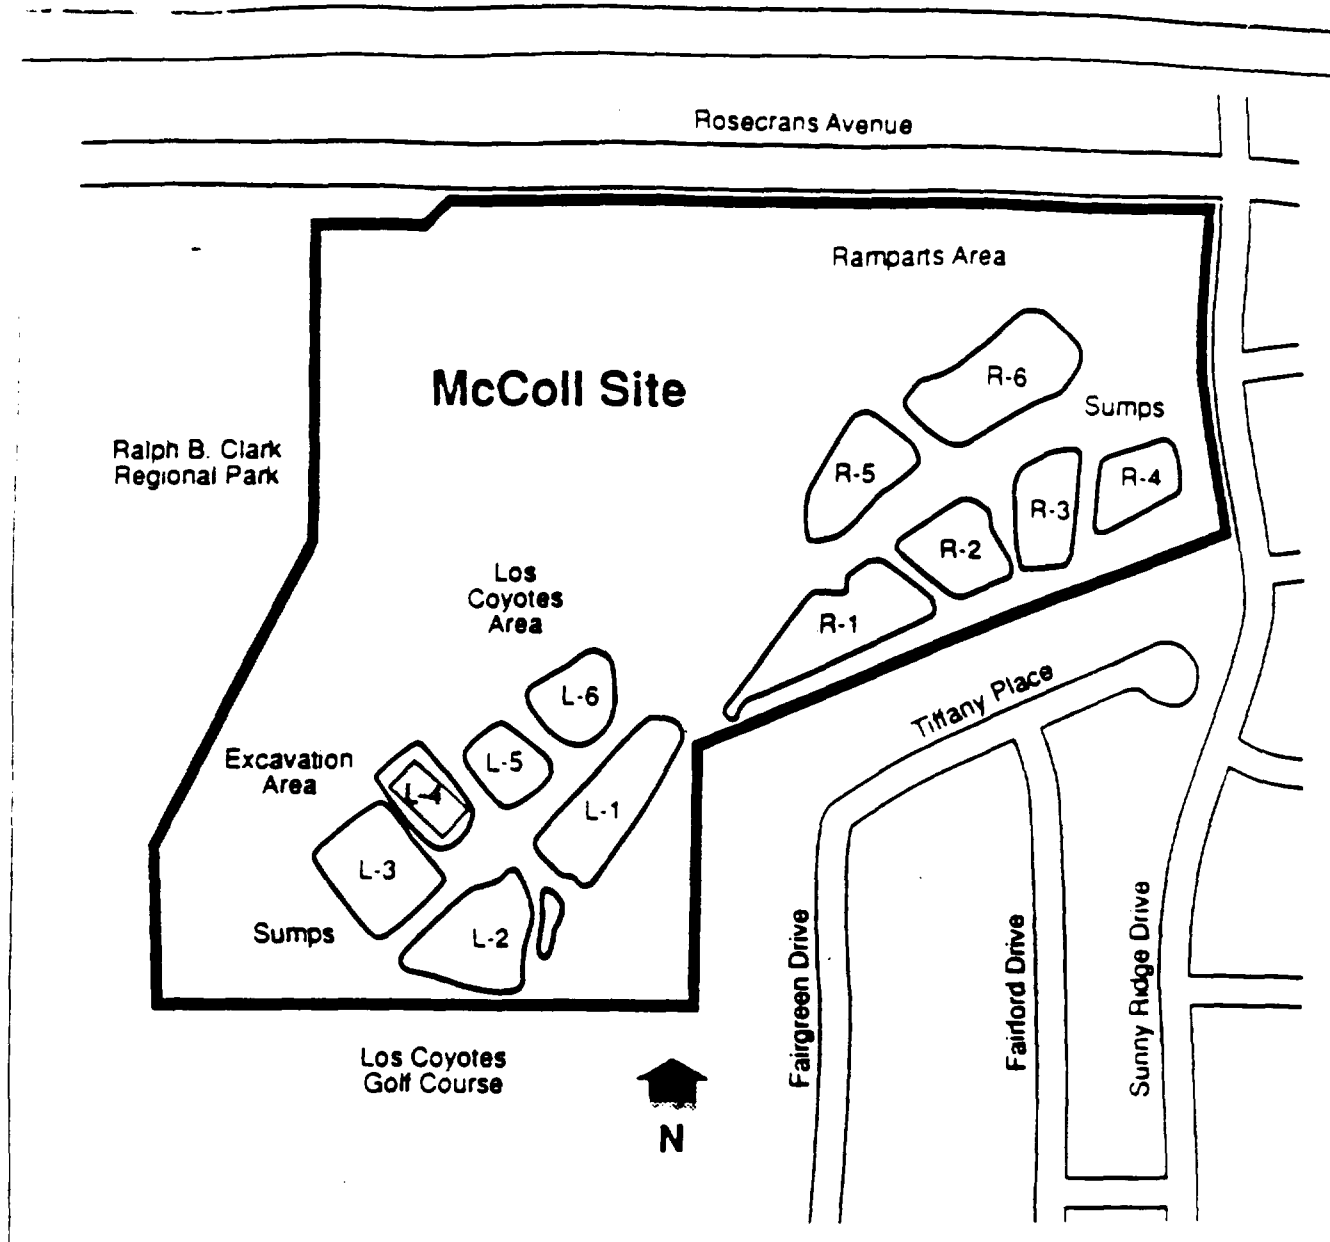 Rosecrans Avenue
Ramparts Area
McColl Site
R-6
Sumps
Ralph B. Clark
Regional Park
R-5
R-4
R-3
R-2
Los
Coyotes
Area
R-1
L-6
Tiffany Place
Excavation
Area
L-5
L-4
L-1
L-3
Sumps
L-2
Fairgreen Drive
Fairford Drive
Sunny Ridge Drive
Los Coyotes
Golf Course
N